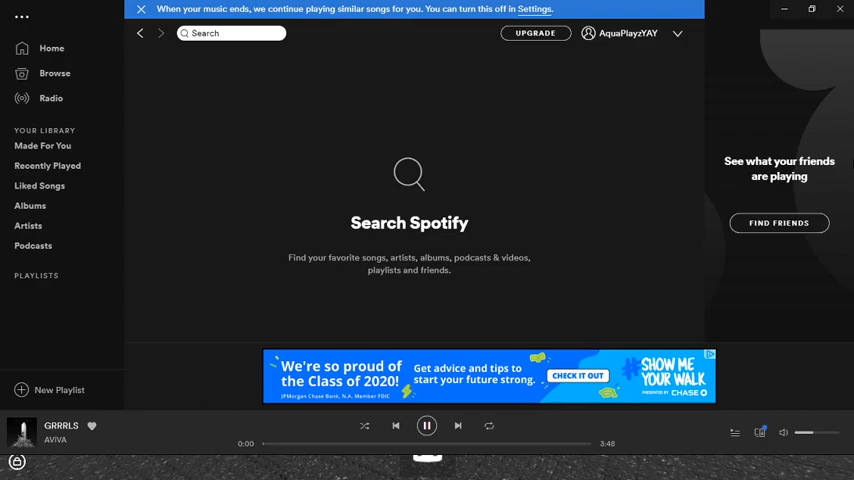 When your music ends, we continue playing similar songs for you. You can turn this off in Settings.
Search
UPGRADE
AquaPlayzYAY
Home
Browse
Radio
YOUR LIBRARY
Made For You
Recently Played
Liked Songs
Albums
Artists
Podcasts
PLAYLISTS
New Playlist
Search Spotify
Find your favorite songs, artists, albums, podcasts & videos,
playlists and friends.
See what your friends
are playing
FIND FRIENDS
We're so proud of
the Class of 2020!
JPMorgan Chase Bank, N.A. Member FDIC
Get advice and tips to
start your future strong.
CHECK IT OUT
#SHOW ME
YOUR WALK
PRESENTED BY CHASE
GRRRLS
AVIVA
0:00
3:48